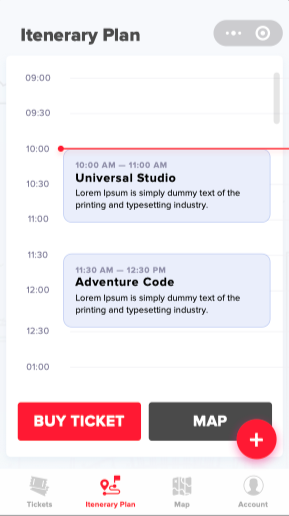 Itenerary Plan
09:00
09:30
10:00
10:00 AM — 11:00 AM
Universal Studio
10:30
Lorem Ipsum is simply dummy text of the
printing and typesetting industry.
11:00
11:30
11:30 AM — 12:30 PM
Adventure Code
12:00
Lorem Ipsum is simply dummy text of the
printing and typesetting industry.
12:30
01:00
BUY TICKET
MAP
+
Tickets
Itenerary Plan
Map
Account